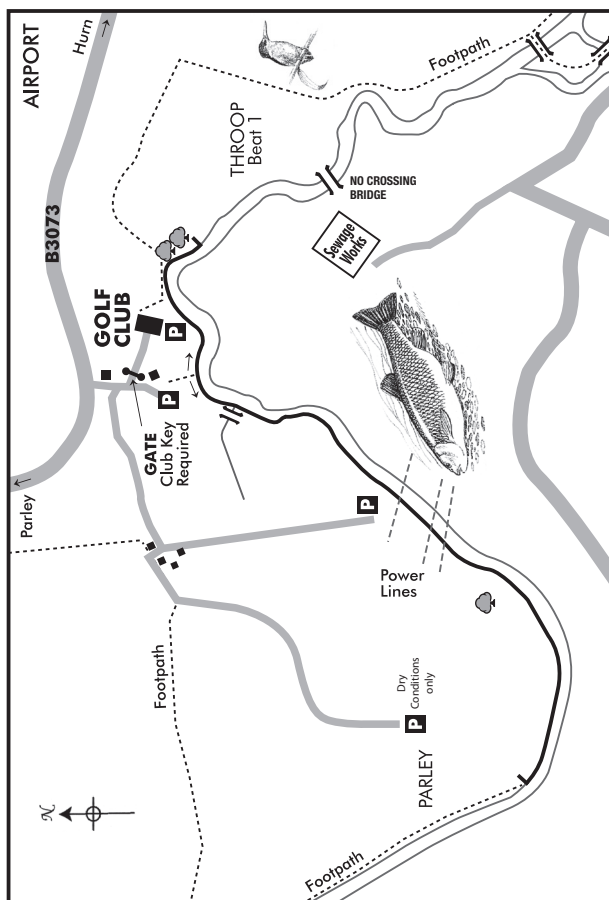 AIRPORT
Hurn
B3073
Footpath
THROOP
Beat 1
NO CROSSING
BRIDGE
Sewage
Works
GOLF
CLUB
P
P
GATE
Club Key
Required
Parley
P
Power
Lines
Footpath
Dry
Conditions
only
P
PARLEY
N
Footpath